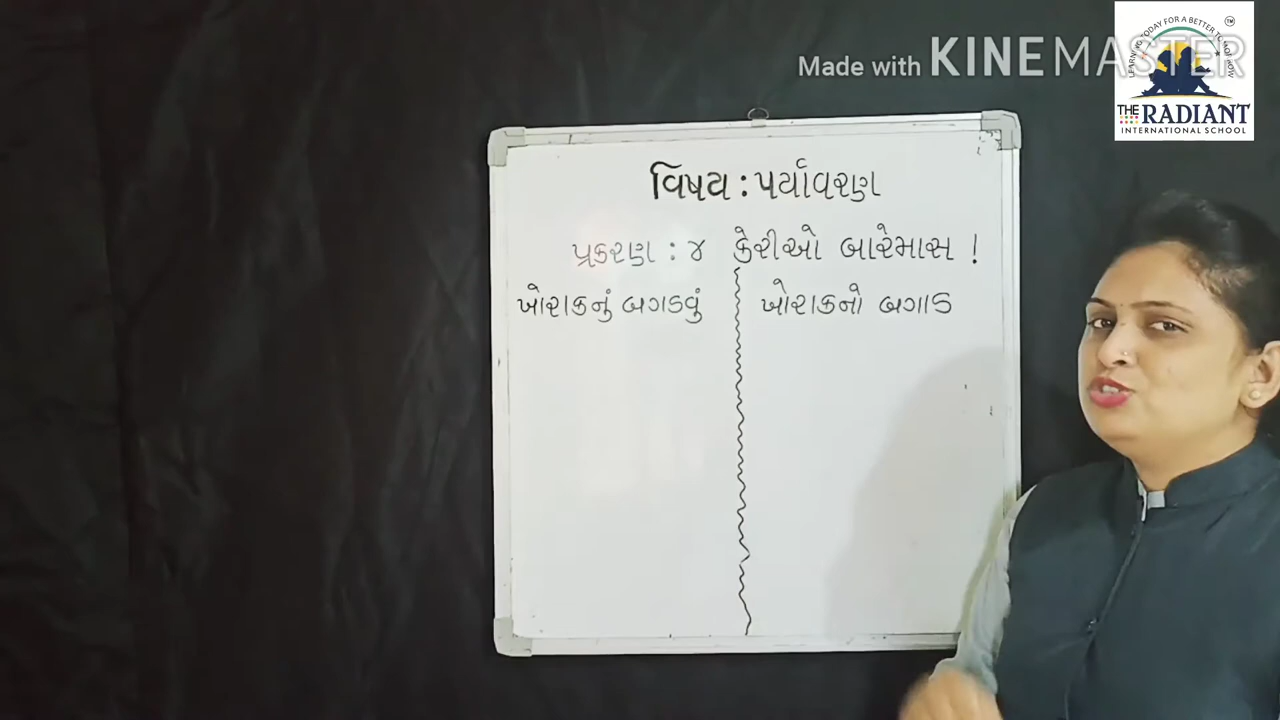 Made with KINEMASTER
LEARNING TODAY FOR A BETTER TOMORROW
TM
THE RADIANT
INTERNATIONAL SCHOOL
વિષય : પર્યાવરણ
પ્રકરણ : ૪ કેરીઓ બારેમાસ !
ખોરાકનું બગડવું
ખોરાકનો બગાડ